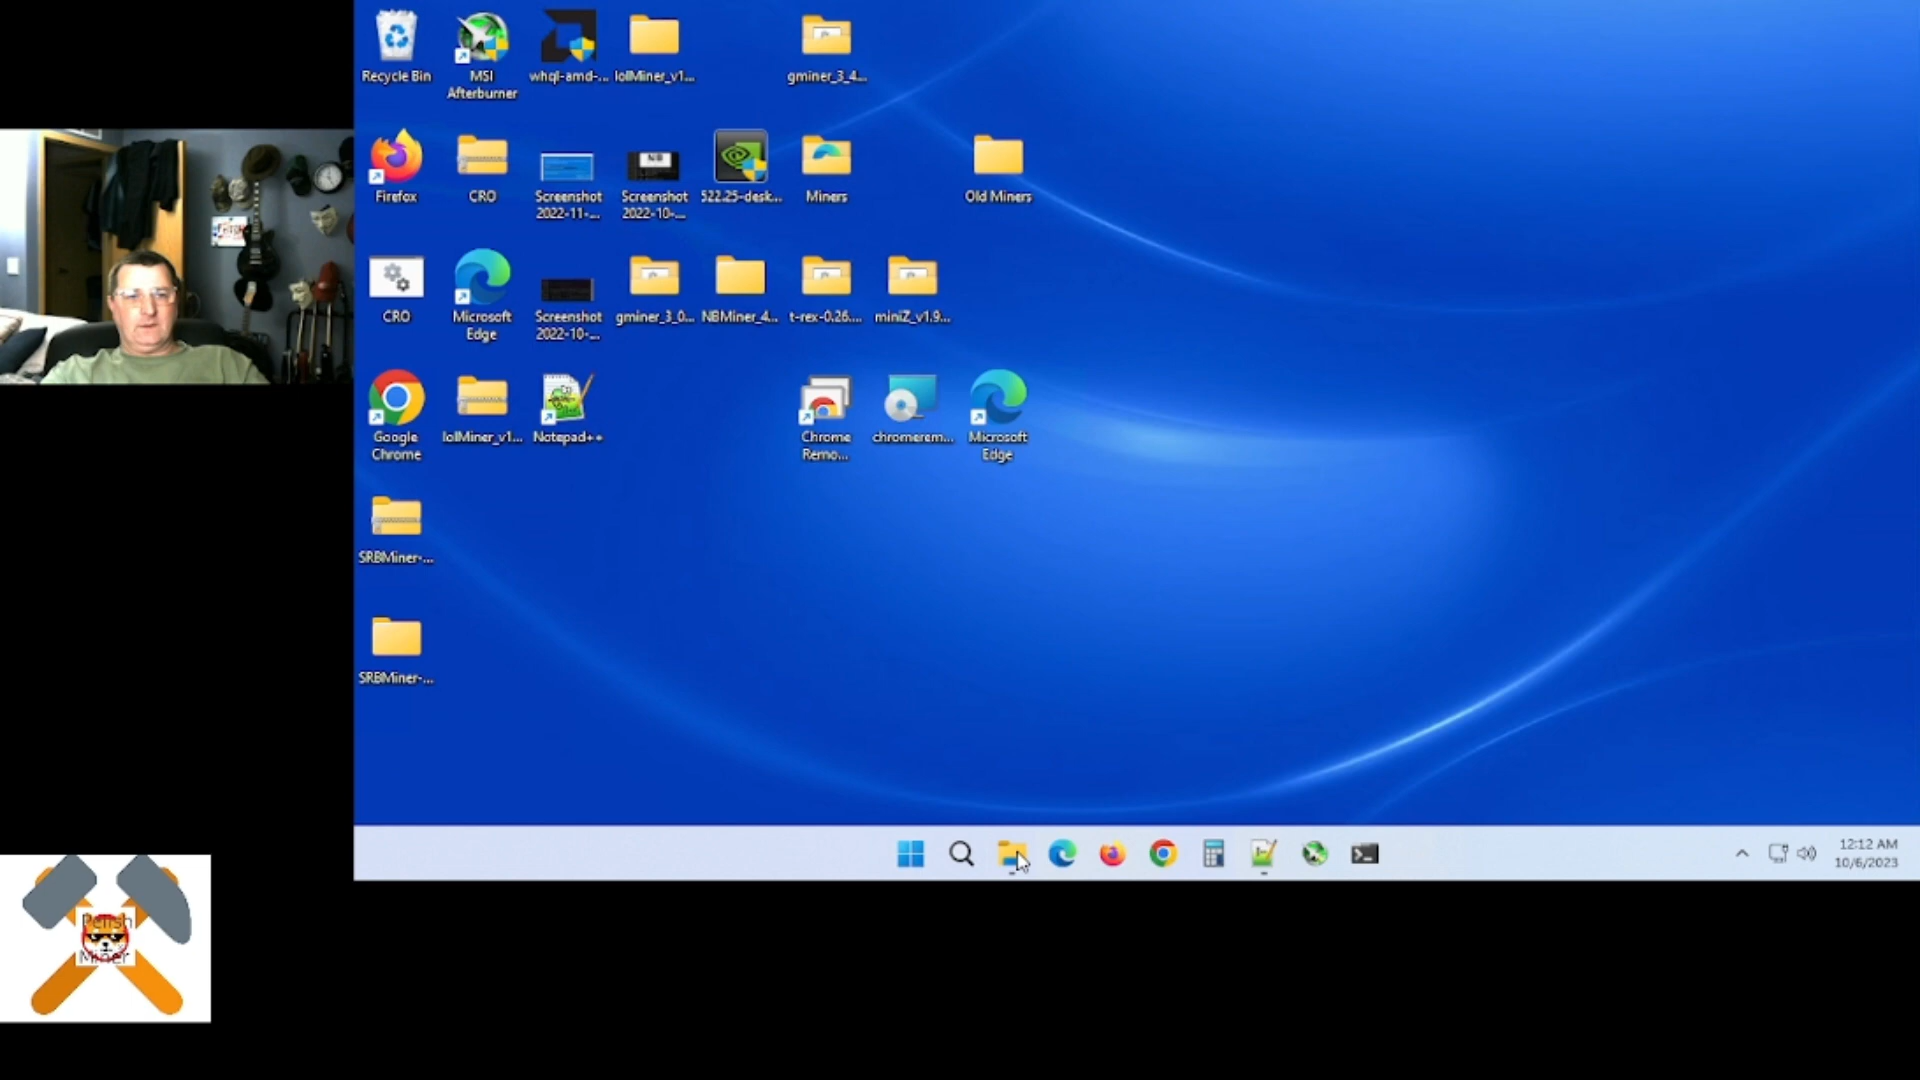 Recycle Bin
MSI
Afterburner
whql-amd-...
lolMiner_v1...
gminer_3_4...
Firefox
CRO
Screenshot
2022-11-...
Screenshot
2022-10-...
522.25-desk...
Miners
Old Miners
CRO
Microsoft
Edge
Screenshot
2022-10-...
gminer_3_0...
NBMiner_4...
t-rex-0.26....
miniZ_v1.9...
Google
Chrome
lolMiner_v1...
Notepad++
Chrome
Remo...
chromerem...
Microsoft
Edge
SRBMiner-...
SRBMiner-...
12:12 AM
10/6/2023
Miner